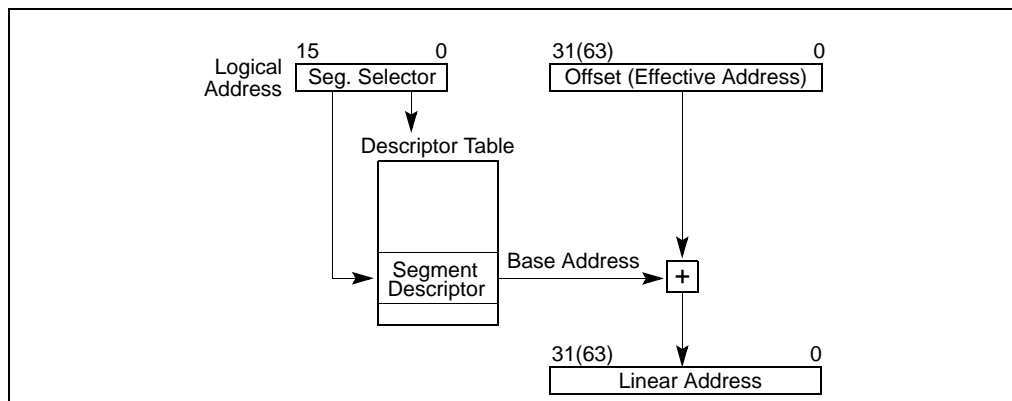 15 0
31(63) 0
Logical
Address
Seg. Selector
Offset (Effective Address)
Descriptor Table
Base Address
Segment
Descriptor
+
31(63) 0
Linear Address